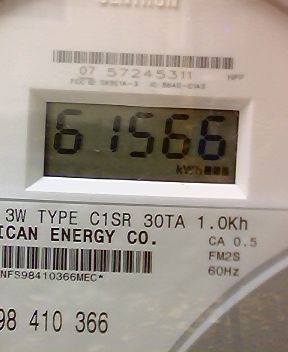 07 57245311 NPP
61566
kWh
3W TYPE C1SR 30TA 1.0Kh
ICAN ENERGY CO.
CA 0.5
FM2S
60Hz
NFS98410366MEC*
98 410 366